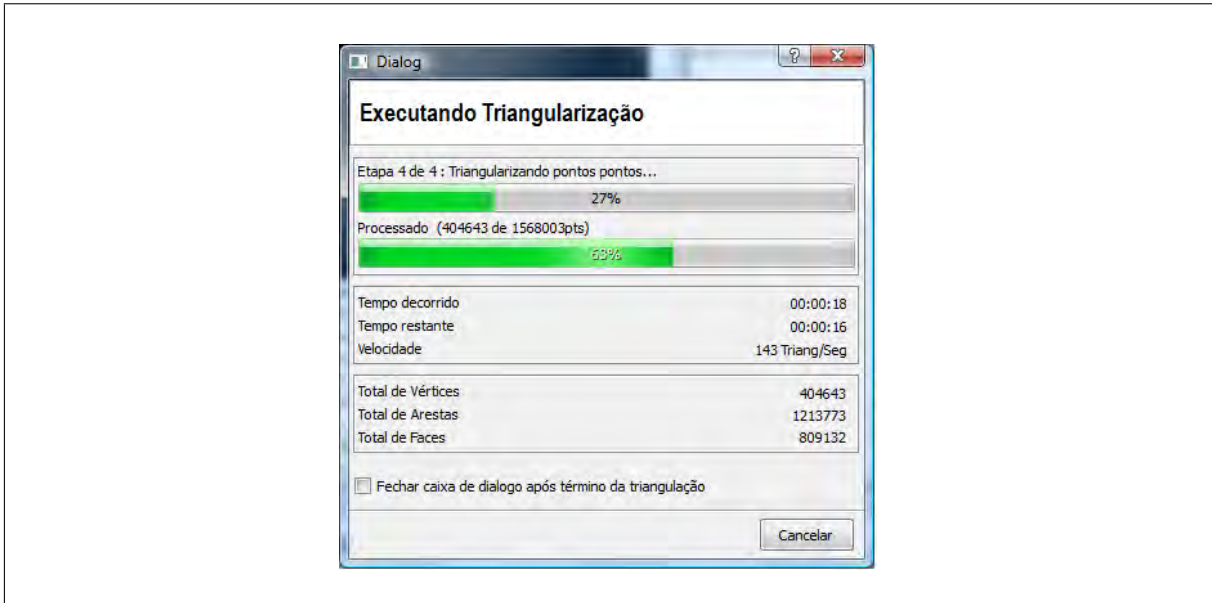 Dialog
Executando Triangularização
Etapa 4 de 4 : Triangularizando pontos pontos...
27%
Processado (404643 de 1568003pts)
63%
Tempo decorrido 00:00:18
Tempo restante 00:00:16
Velocidade 143 Triang/Seg
Total de Vértices 404643
Total de Arestas 1213773
Total de Faces 809132
Fechar caixa de dialogo após término da triangulação
Cancelar